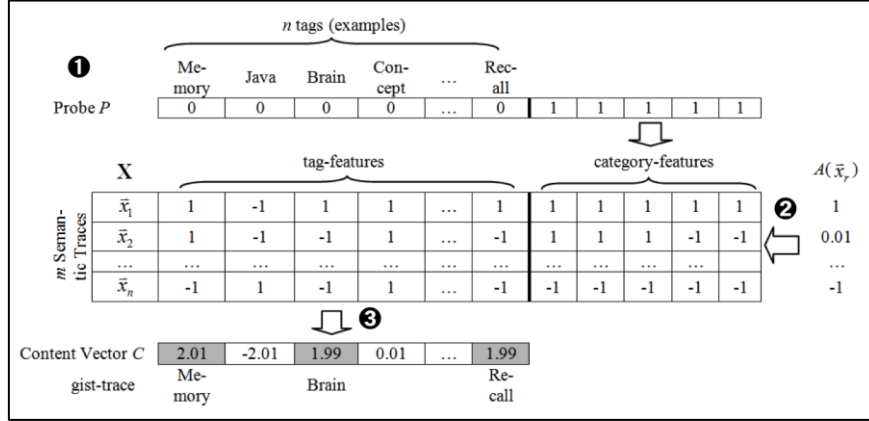 n tags (examples)
❶
Me-
mory Java Brain Con-
cept ... Rec-
all
Probe P 0 0 0 0 0 1 1 1 1 1
X tag-features category-features A(x̄r)
m Seman-
tic Traces
x̄1 1 -1 1 1 ... 1 1 1 1 1 1 ❷ 1
x̄2 1 -1 -1 1 ... -1 1 1 1 -1 -1 0.01
... ... ... ... ... ... ... ... ... ... ... ...
x̄n -1 1 -1 1 ... -1 -1 -1 -1 -1 -1 -1
❸
Content Vector C 2.01 -2.01 1.99 0.01 ... 1.99
gist-trace Me-
mory Brain Re-
call